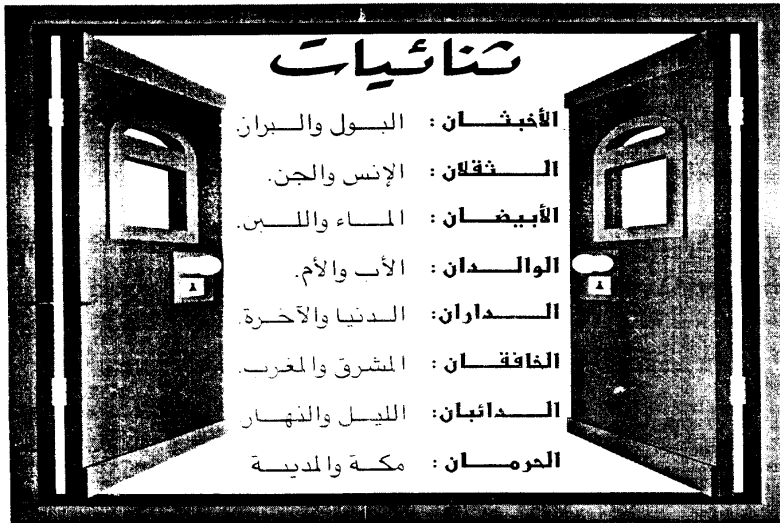 ثنائيات
الأخبثان : البول والبراز.
الثقلان : الإنس والجن.
الأبيضان : الماء واللبن.
الوالدان : الأب والأم.
الداران: الدنيا والآخرة.
الخافقان : المشرق والمغرب.
الدائبان: الليل والنهار
الحرمان : مكة والمدينة